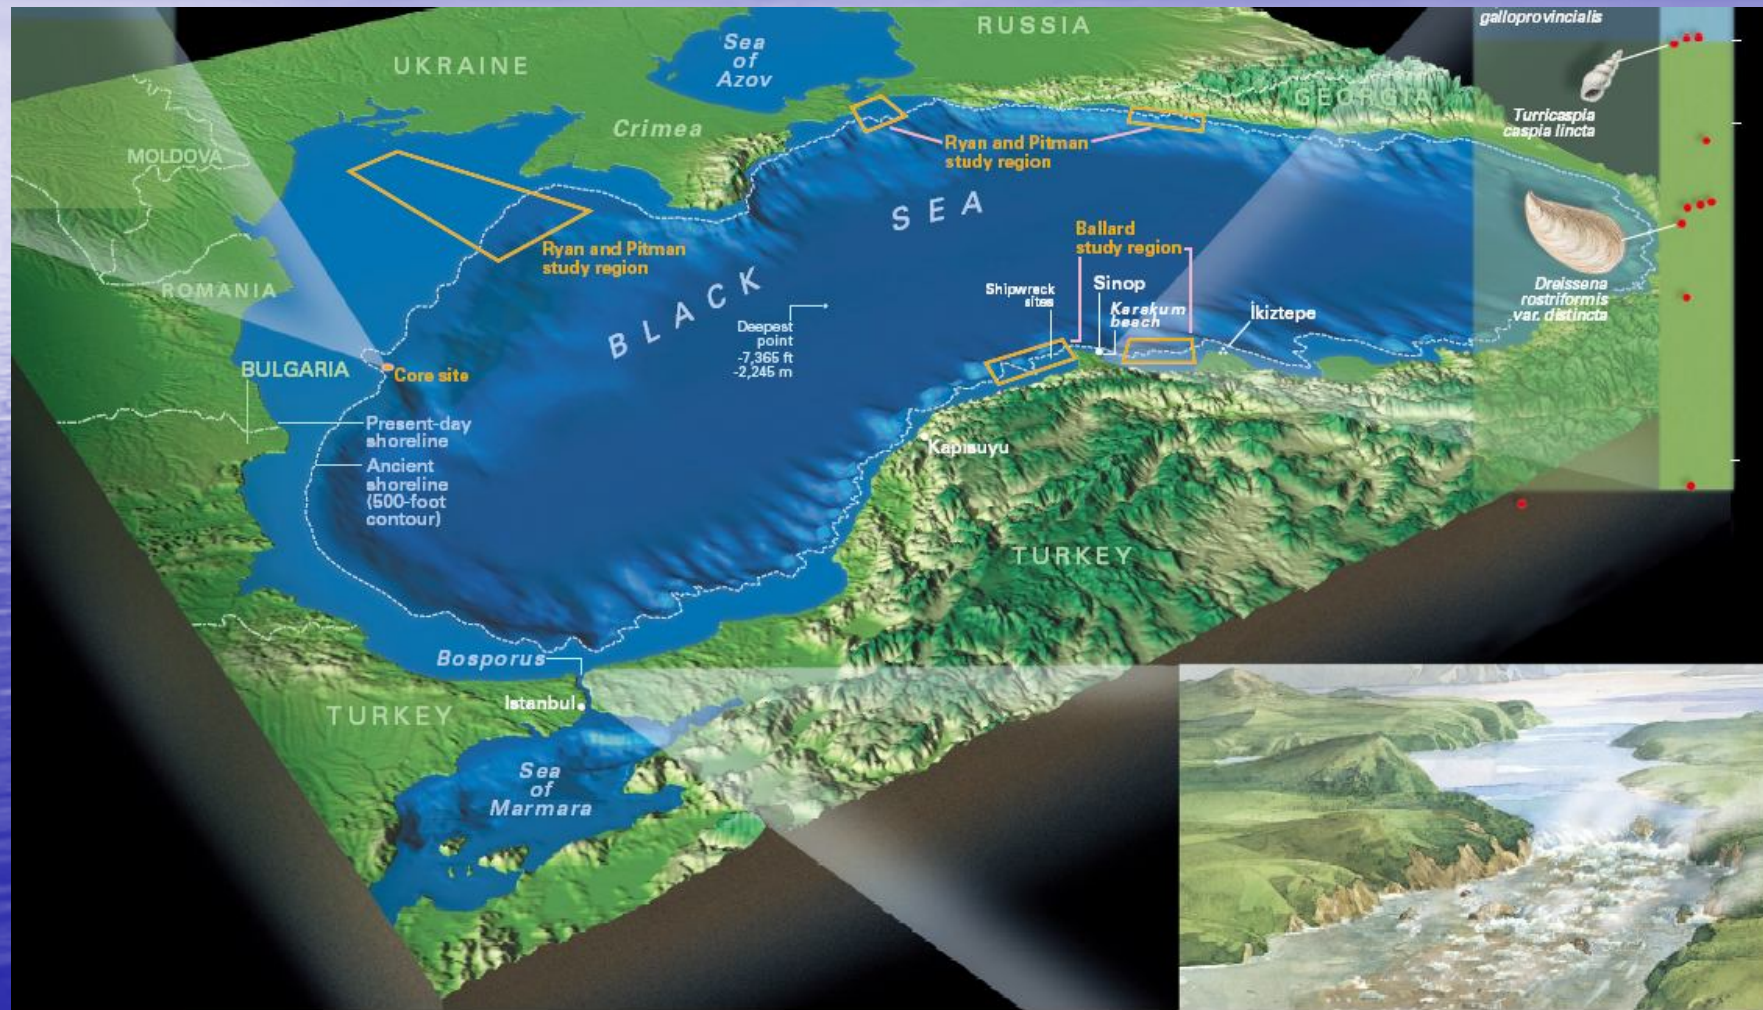 RUSSIA
galloprovincialis
Sea
of
Azov
UKRAINE
GEORGIA
Turricaspia
caspia lincta
Crimea
Ryan and Pitman
study region
MOLDOVA
SEA
Ballard
study region
Ryan and Pitman
study region
Dreissena
rostriformis
var. distincta
ROMANIA
Shipwreck
sites
Sinop
Karakum
beach
İkiztepe
BLACK
Deepest
point
-7,365 ft
-2,245 m
BULGARIA
Core site
Present-day
shoreline
Kapısuyu
Ancient
shoreline
(500-foot
contour)
TURKEY
Bosporus
Istanbul
TURKEY
Sea
of
Marmara